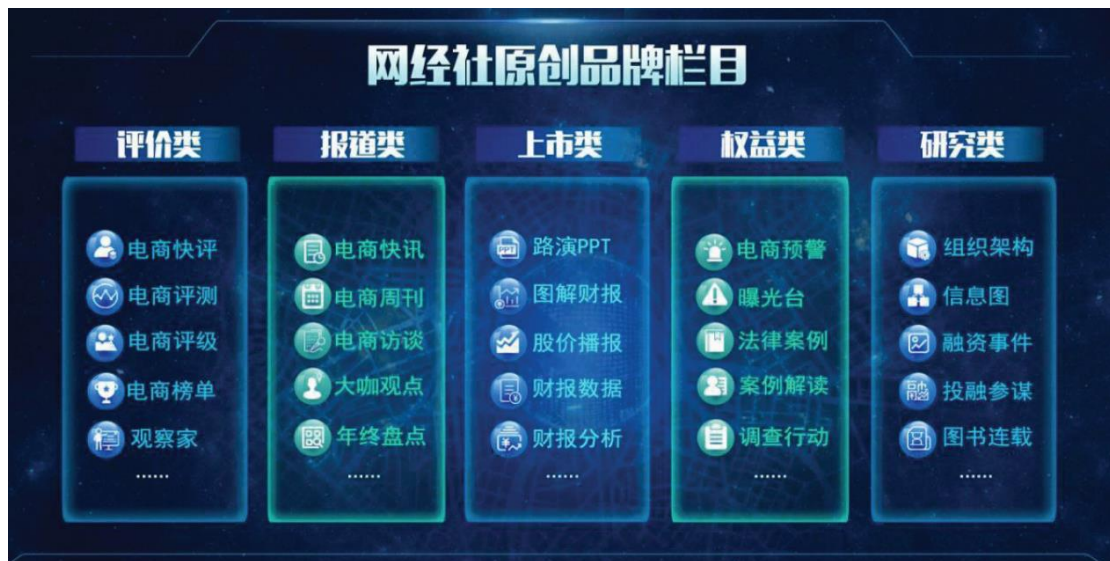 网经社原创品牌栏目
评价类
电商快评
电商评测
电商评级
电商榜单
观察家
......
报道类
电商快讯
电商周刊
电商访谈
大咖观点
年终盘点
......
上市类
PPT
路演PPT
图解财报
股价播报
财报数据
财报分析
......
权益类
电商预警
曝光台
法律案例
案例解读
调查行动
......
研究类
组织架构
信息图
融资事件
投融参谋
图书连载
......